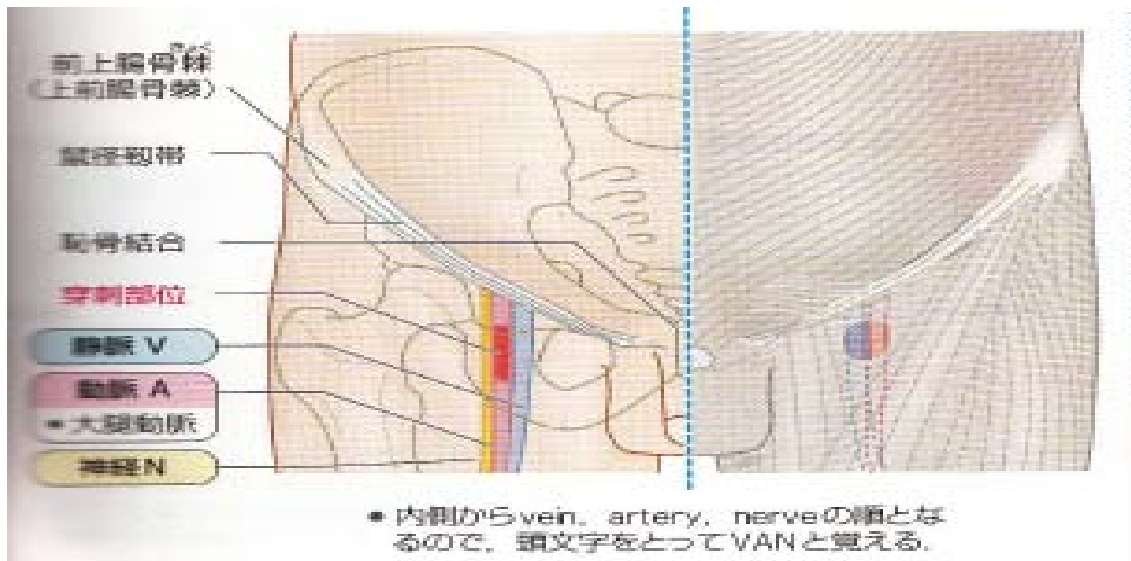 前上腸骨棘
(上前腸骨棘)
鼠径靭帯
恥骨結合
穿刺部位
静脈 V
動脈 A
● 大腿動脈
神経 N
● 内側からvein, artery, nerveの順とな
るので, 頭文字をとってVANと覚える.